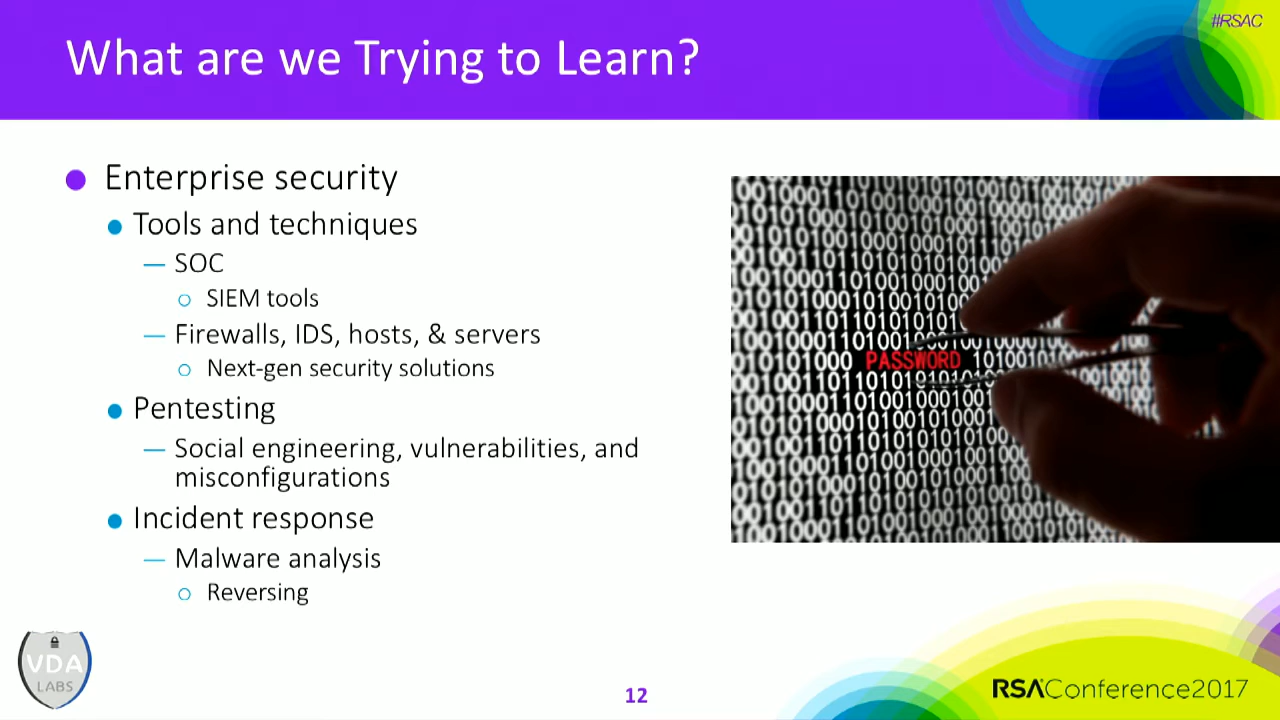 #RSAC
What are we Trying to Learn?
Enterprise security
Tools and techniques
SOC
SIEM tools
Firewalls, IDS, hosts, & servers
Next-gen security solutions
Pentesting
Social engineering, vulnerabilities, and
misconfigurations
Incident response
Malware analysis
Reversing
PASSWORD
VDA
LABS
12
RSAConference2017